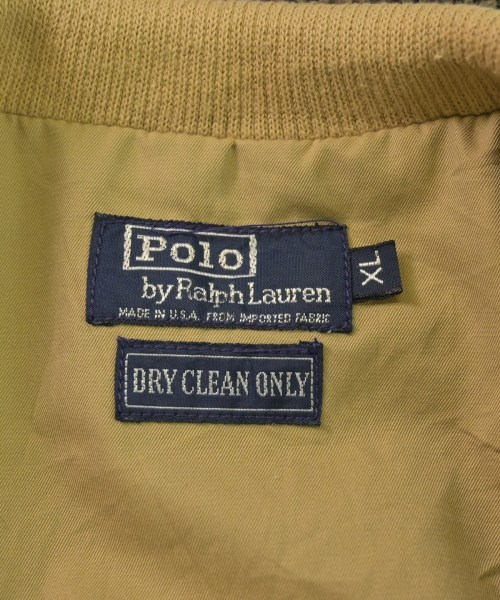 Polo
by Ralph Lauren
MADE IN U.S.A. FROM IMPORTED FABRIC
XL
DRY CLEAN ONLY